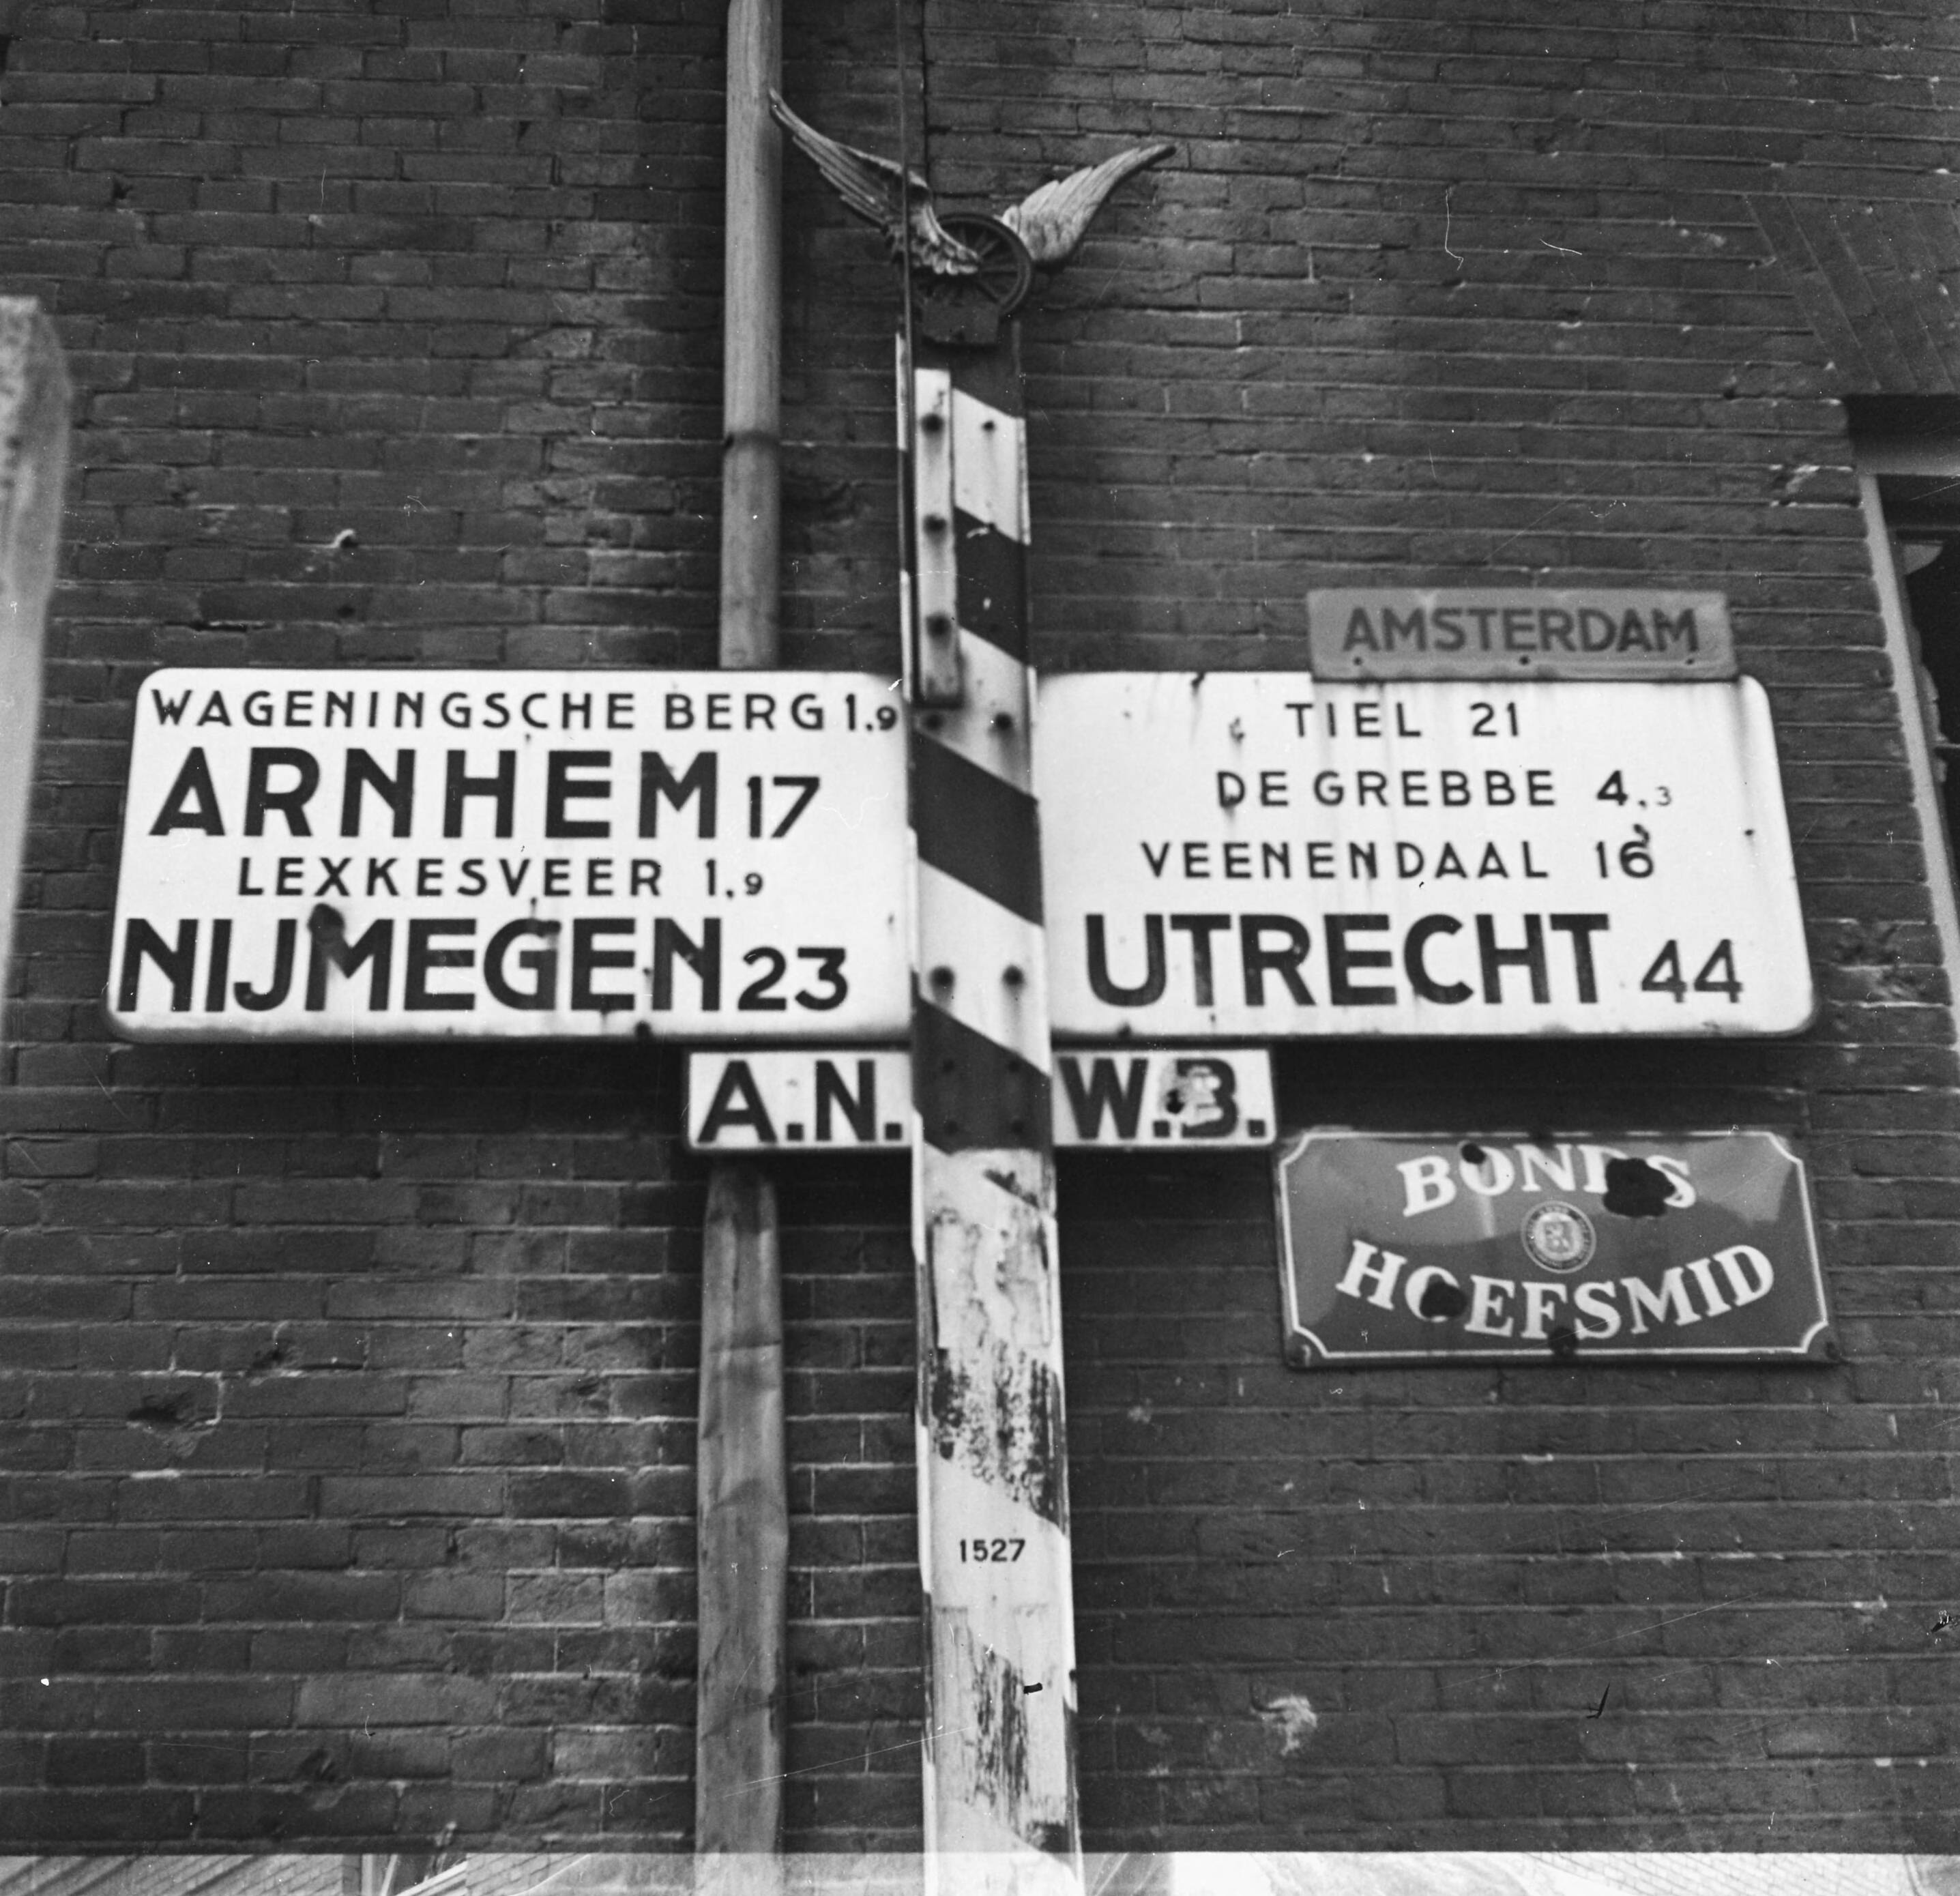 WAGENINGSCHE BERG 1.9
ARNHEM 17
LEXKESVEER 1.9
NIJMEGEN 23
AMSTERDAM
TIEL 21
DE GREBBE 4.3
VEENENDAAL 16
UTRECHT 44
A.N. W.B.
BONDS
HOEFSMID
1527